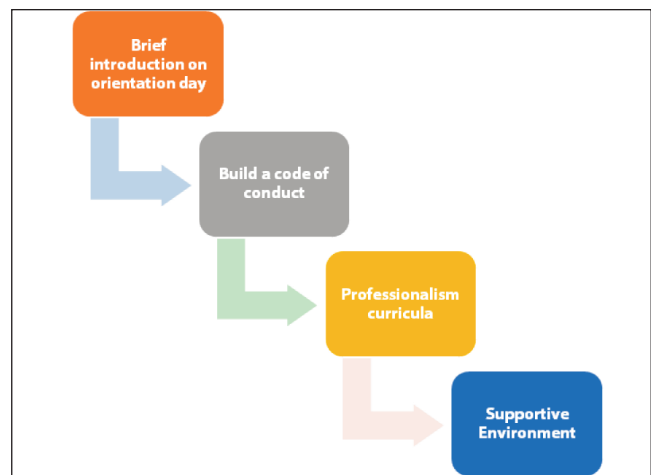 Brief
introduction on
orientation day
Build a code of
conduct
Professionalism
curricula
Supportive
Environment